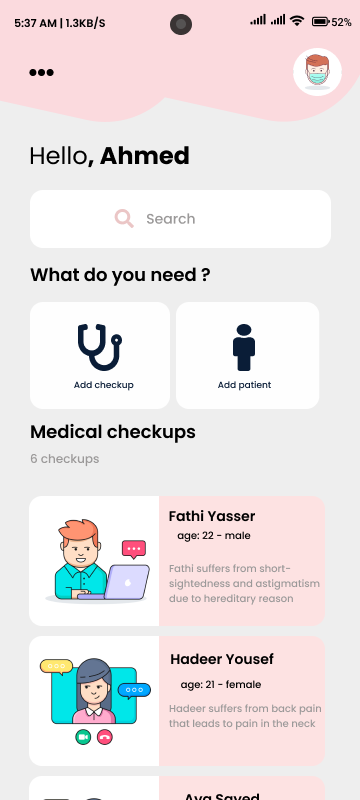 5:37 AM | 1.3KB/S
52%
Hello, Ahmed
Search
What do you need ?
Add checkup
Add patient
Medical checkups
6 checkups
Fathi Yasser
age: 22 - male
Fathi suffers from short-
sightedness and astigmatism
due to hereditary reason
Hadeer Yousef
age: 21 - female
Hadeer suffers from back pain
that leads to pain in the neck
Aya Sayed